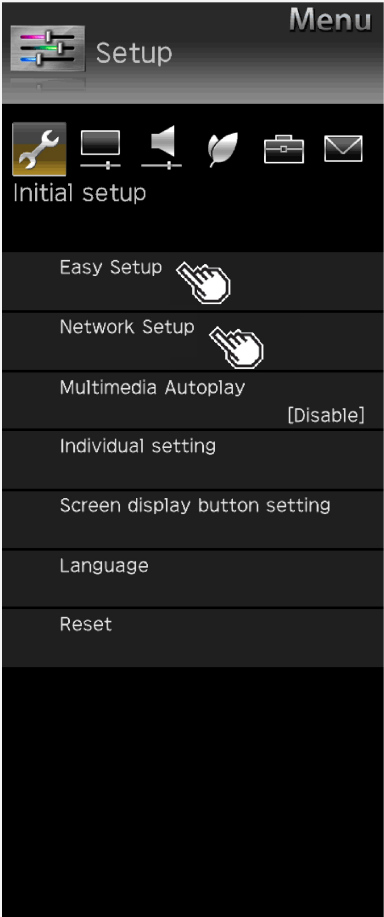 Menu
Setup
Initial setup
Easy Setup
Network Setup
Multimedia Autoplay
[Disable]
Individual setting
Screen display button setting
Language
Reset